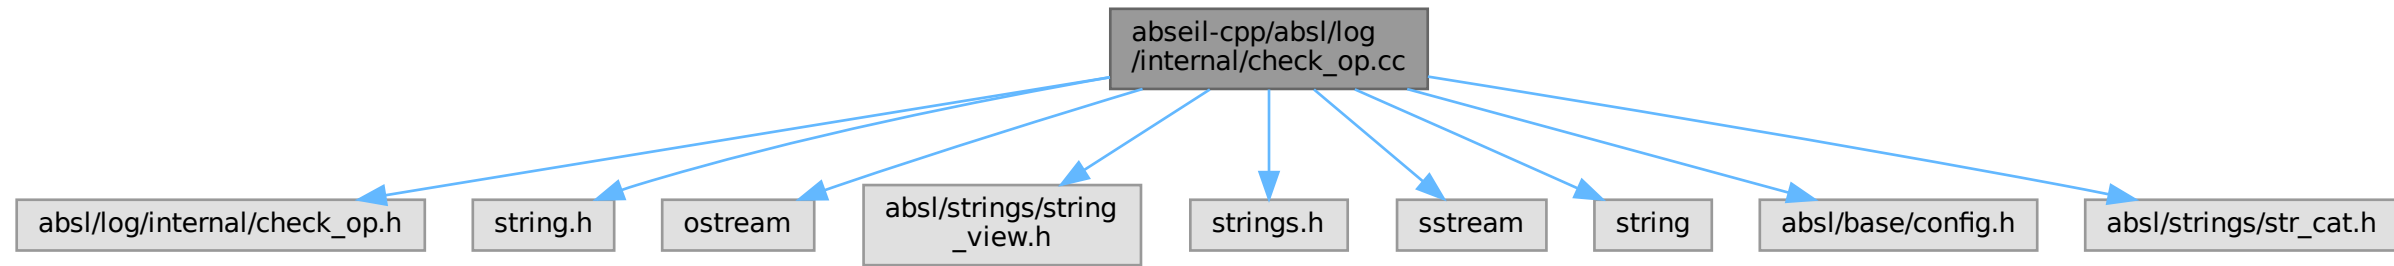 abseil-cpp/absl/log
/internal/check_op.cc
absl/log/internal/check_op.h
string.h
ostream
absl/strings/string
_view.h
strings.h
sstream
string
absl/base/config.h
absl/strings/str_cat.h